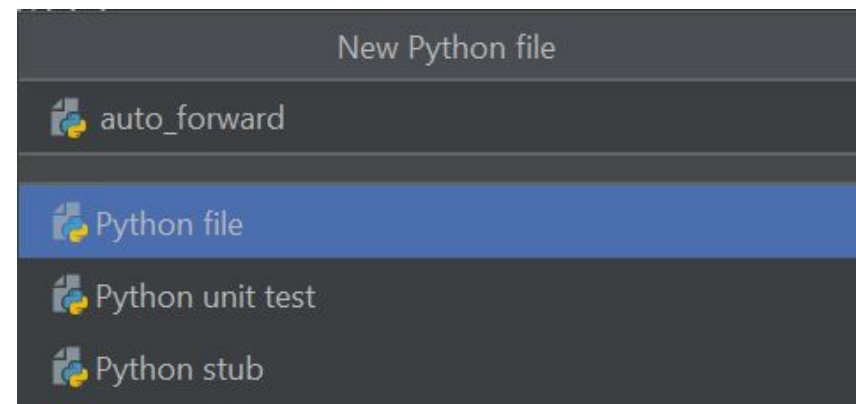 New Python file
auto_forward
Python file
Python unit test
Python stub